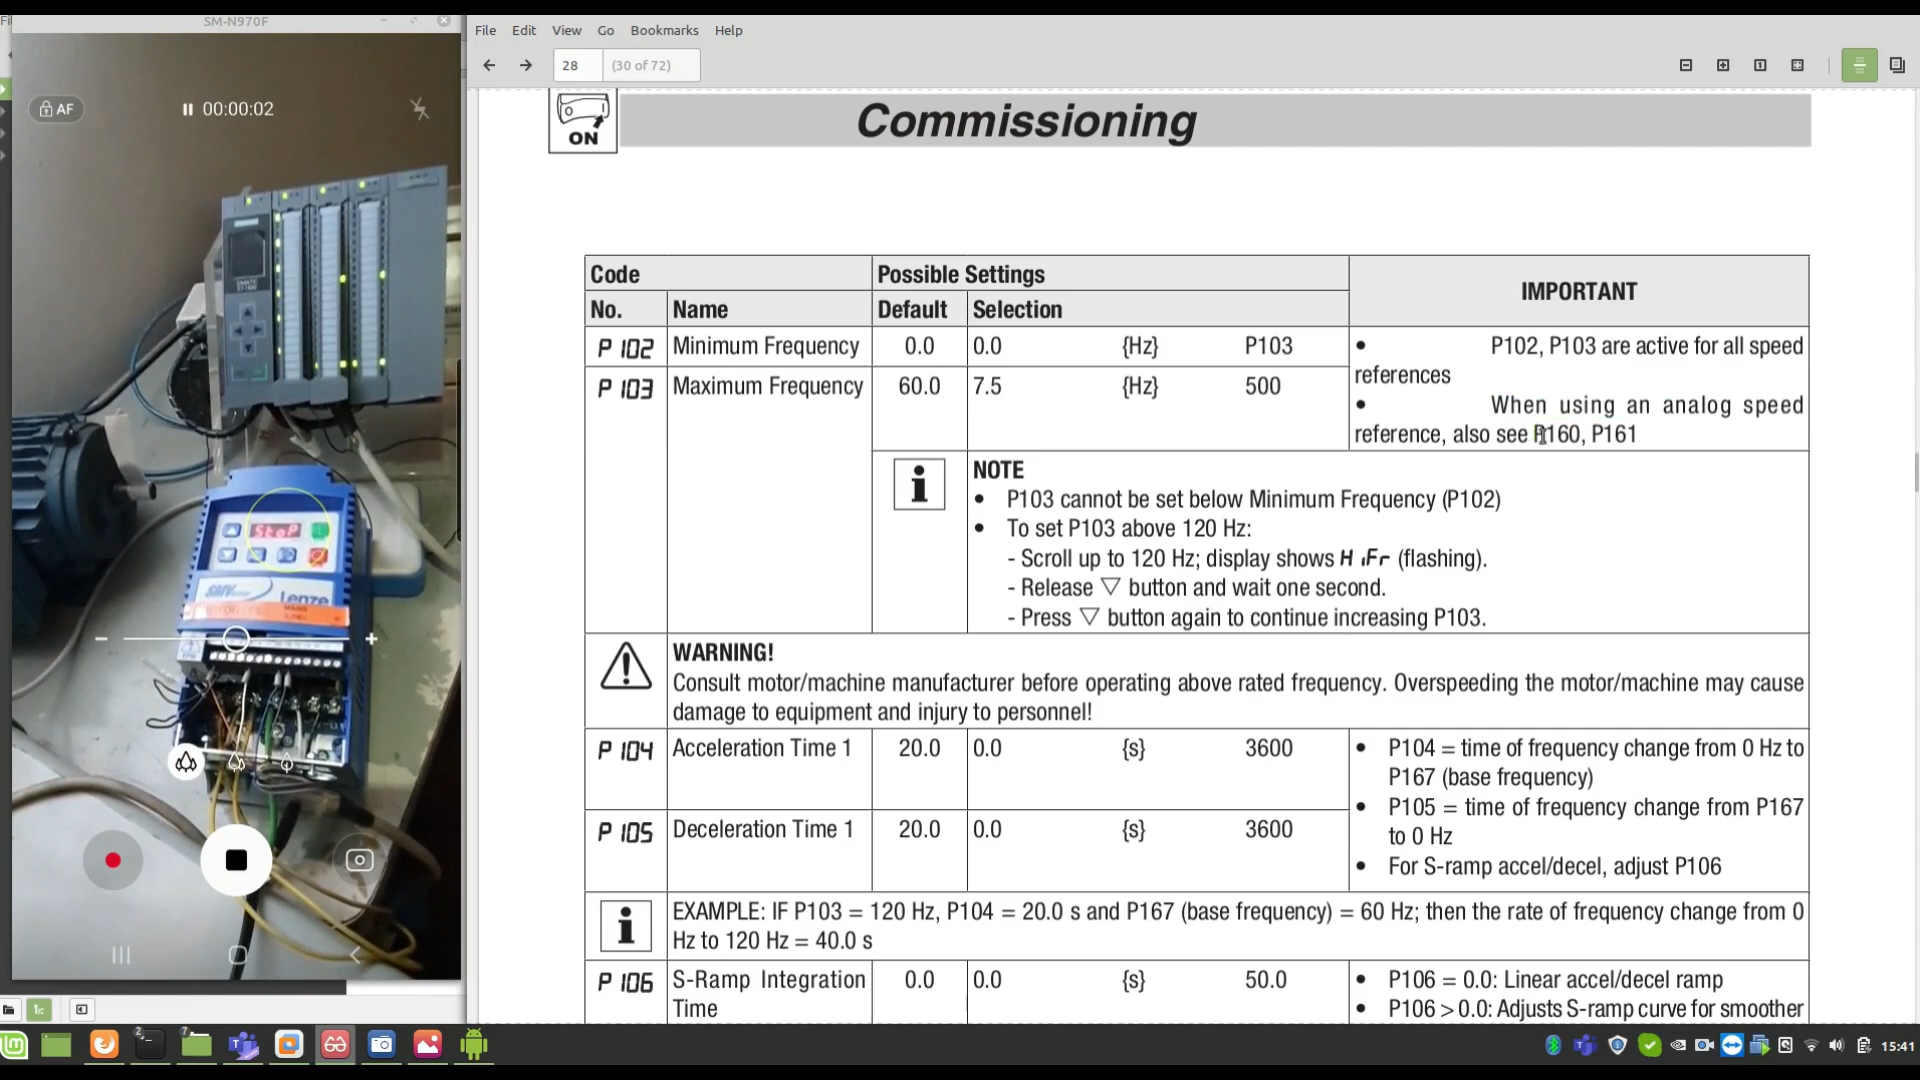 SM-N970F
AF
00:00:02
StoP
SMV
Lenze
File Edit View Go Bookmarks Help
28 (30 of 72)
ON
Commissioning
Code Possible Settings IMPORTANT
No. Name Default Selection
P102 Minimum Frequency 0.0 0.0 {Hz} P103
P103 Maximum Frequency 60.0 7.5 {Hz} 500
• P102, P103 are active for all speed
references
• When using an analog speed
reference, also see P160, P161
NOTE
• P103 cannot be set below Minimum Frequency (P102)
• To set P103 above 120 Hz:
- Scroll up to 120 Hz; display shows H iFr (flashing).
- Release ▽ button and wait one second.
- Press ▽ button again to continue increasing P103.
WARNING!
Consult motor/machine manufacturer before operating above rated frequency. Overspeeding the motor/machine may cause
damage to equipment and injury to personnel!
P104 Acceleration Time 1 20.0 0.0 {s} 3600
P105 Deceleration Time 1 20.0 0.0 {s} 3600
• P104 = time of frequency change from 0 Hz to
P167 (base frequency)
• P105 = time of frequency change from P167
to 0 Hz
• For S-ramp accel/decel, adjust P106
EXAMPLE: IF P103 = 120 Hz, P104 = 20.0 s and P167 (base frequency) = 60 Hz; then the rate of frequency change from 0
Hz to 120 Hz = 40.0 s
P106 S-Ramp Integration
Time
0.0 0.0 {s} 50.0
• P106 = 0.0: Linear accel/decel ramp
• P106 > 0.0: Adjusts S-ramp curve for smoother
2 7
15:41